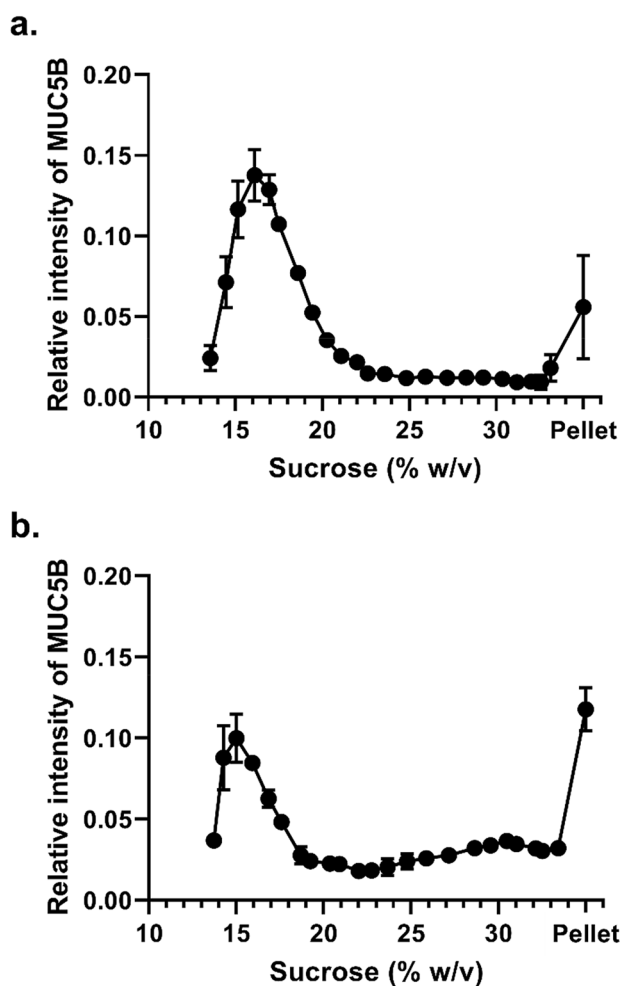 a.
Relative intensity of MUC5B
0.20
0.15
0.10
0.05
0.00
10 15 20 25 30 Pellet
Sucrose (% w/v)
b.
Relative intensity of MUC5B
0.20
0.15
0.10
0.05
0.00
10 15 20 25 30 Pellet
Sucrose (% w/v)